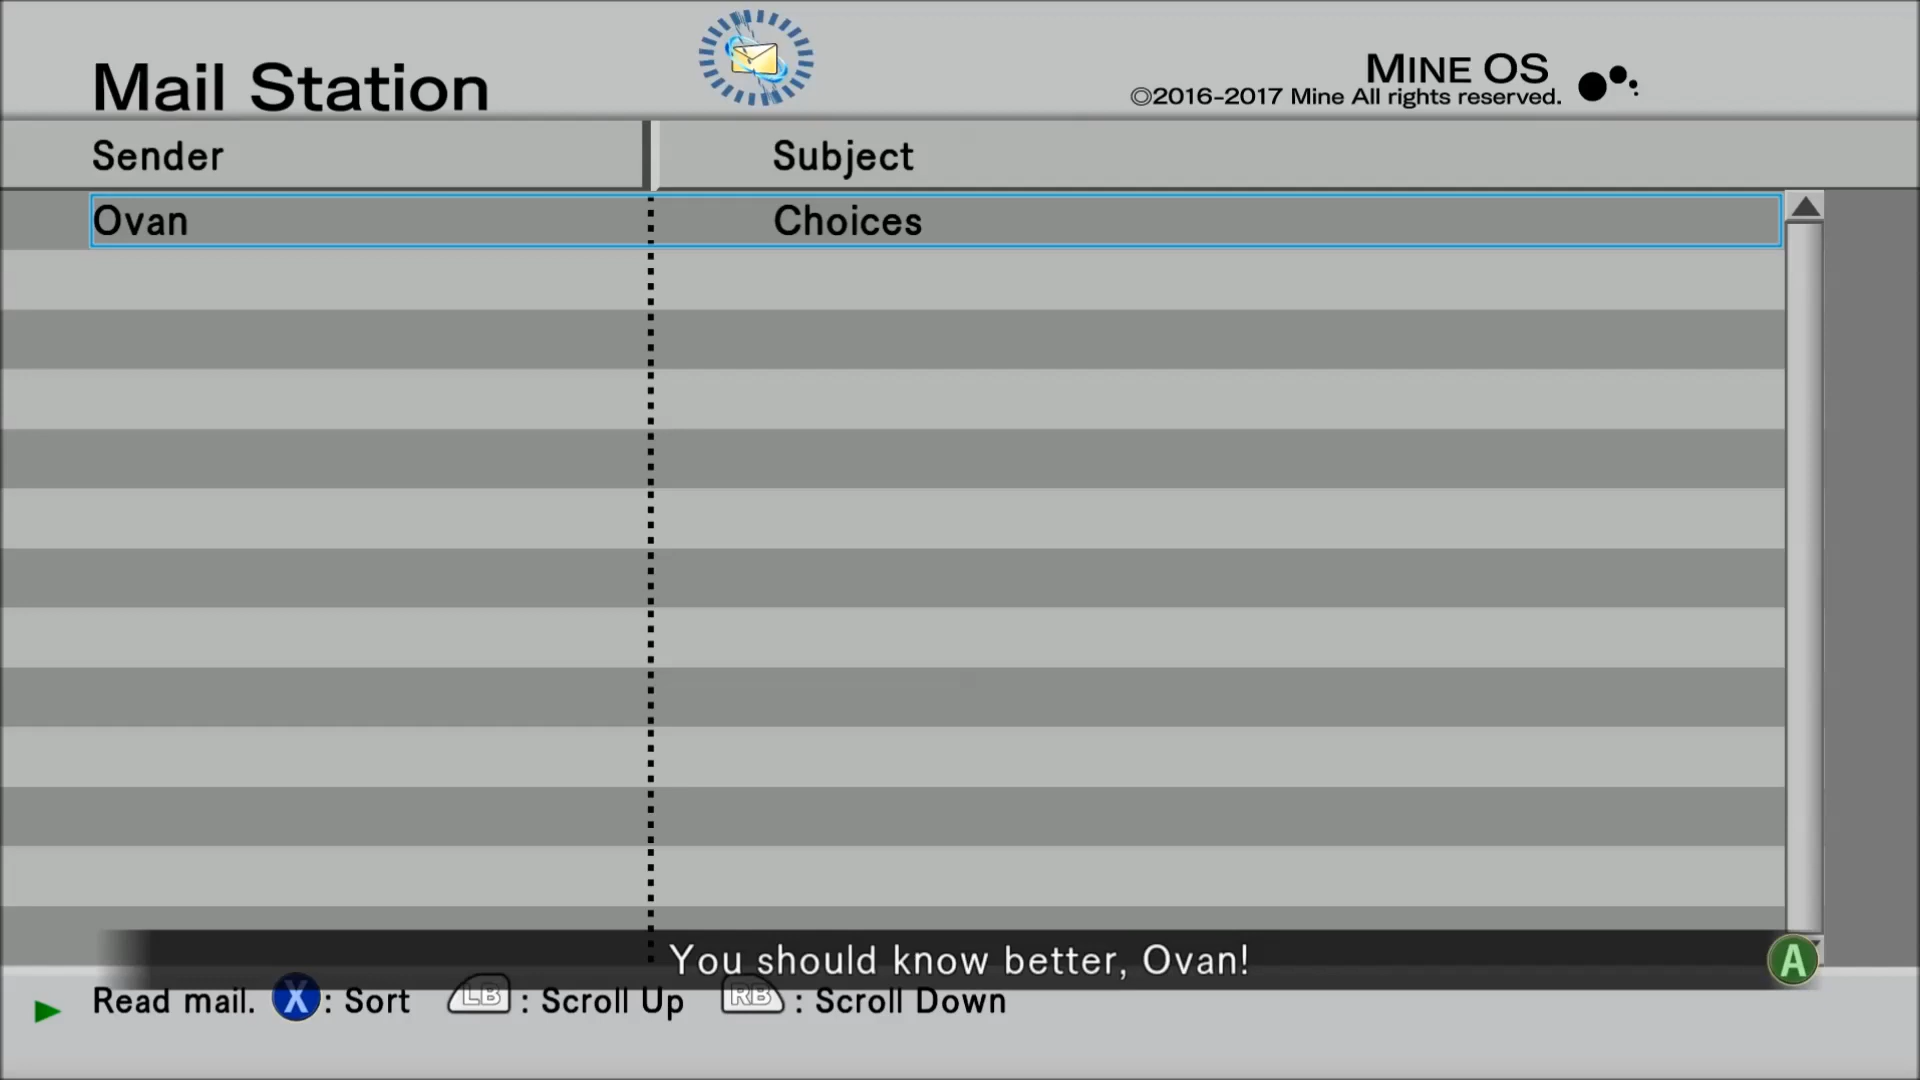 Mail Station
MINE OS
©2016-2017 Mine All rights reserved.
Sender Subject
Ovan Choices
You should know better, Ovan!
A
Read mail. X: Sort LB : Scroll Up RB : Scroll Down